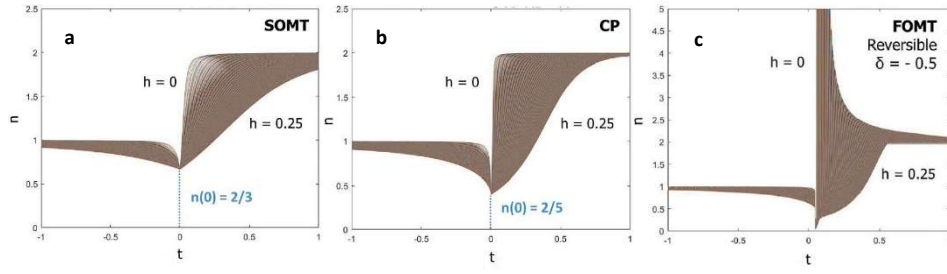 a
SOMT
h = 0
h = 0.25
n(0) = 2/3
n
t
2.5
2
1.5
1
0.5
0
-1
-0.5
0
0.5
1
b
CP
h = 0
h = 0.25
n(0) = 2/5
n
t
2.5
2
1.5
1
0.5
0
-1
-0.5
0
0.5
1
c
FOMT
Reversible
δ = - 0.5
h = 0
h = 0.25
n
t
5
4.5
4
3.5
3
2.5
2
1.5
1
0.5
0
-1
-0.5
0
0.5